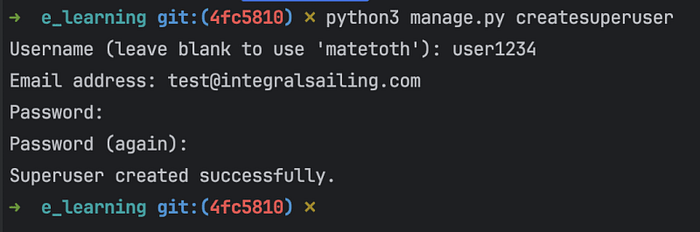 → e_learning git:(4fc5810) ✗ python3 manage.py createsuperuser
Username (leave blank to use 'matetoth'): user1234
Email address: test@integralsailing.com
Password:
Password (again):
Superuser created successfully.
→ e_learning git:(4fc5810) ✗